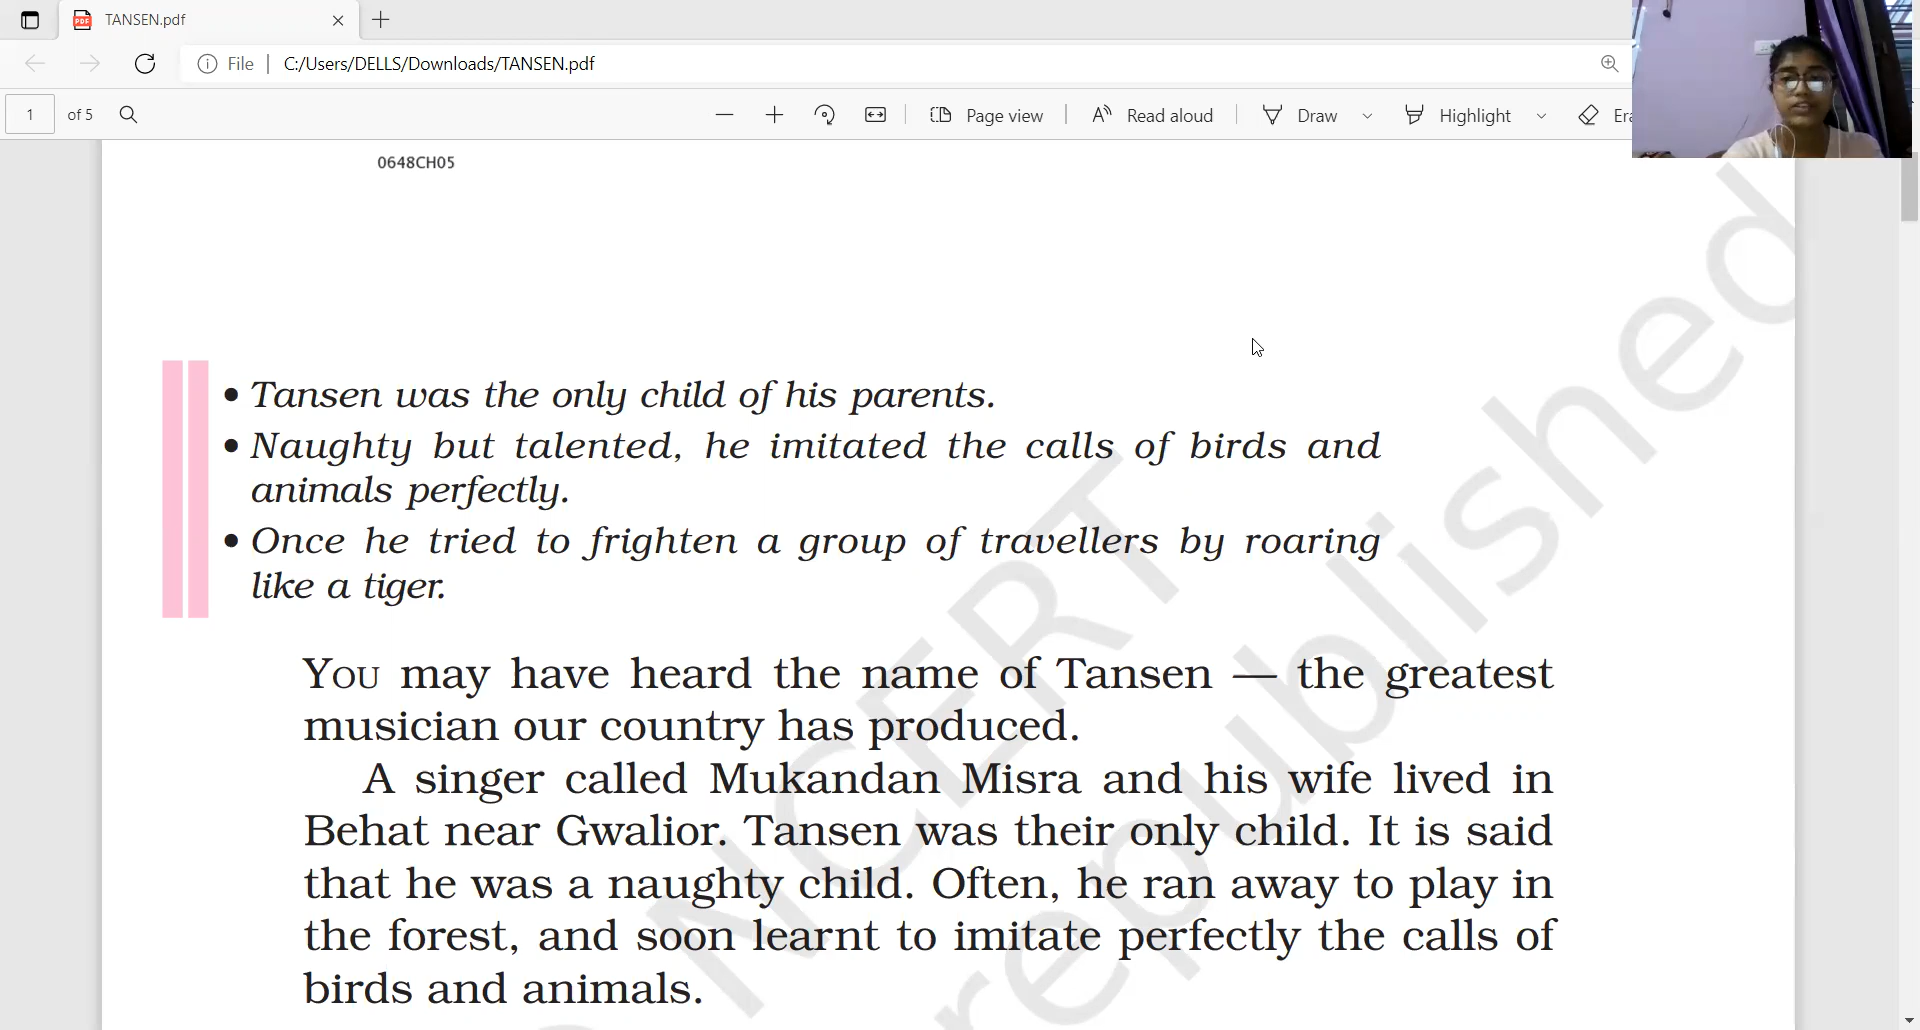 TANSEN.pdf
File | C:/Users/DELLS/Downloads/TANSEN.pdf
1 of 5
Page view
Read aloud
Draw
Highlight
0648CH05
• Tansen was the only child of his parents.
• Naughty but talented, he imitated the calls of birds and
animals perfectly.
• Once he tried to frighten a group of travellers by roaring
like a tiger.
YOU may have heard the name of Tansen — the greatest
musician our country has produced.
A singer called Mukandan Misra and his wife lived in
Behat near Gwalior. Tansen was their only child. It is said
that he was a naughty child. Often, he ran away to play in
the forest, and soon learnt to imitate perfectly the calls of
birds and animals.
NCERT
republished